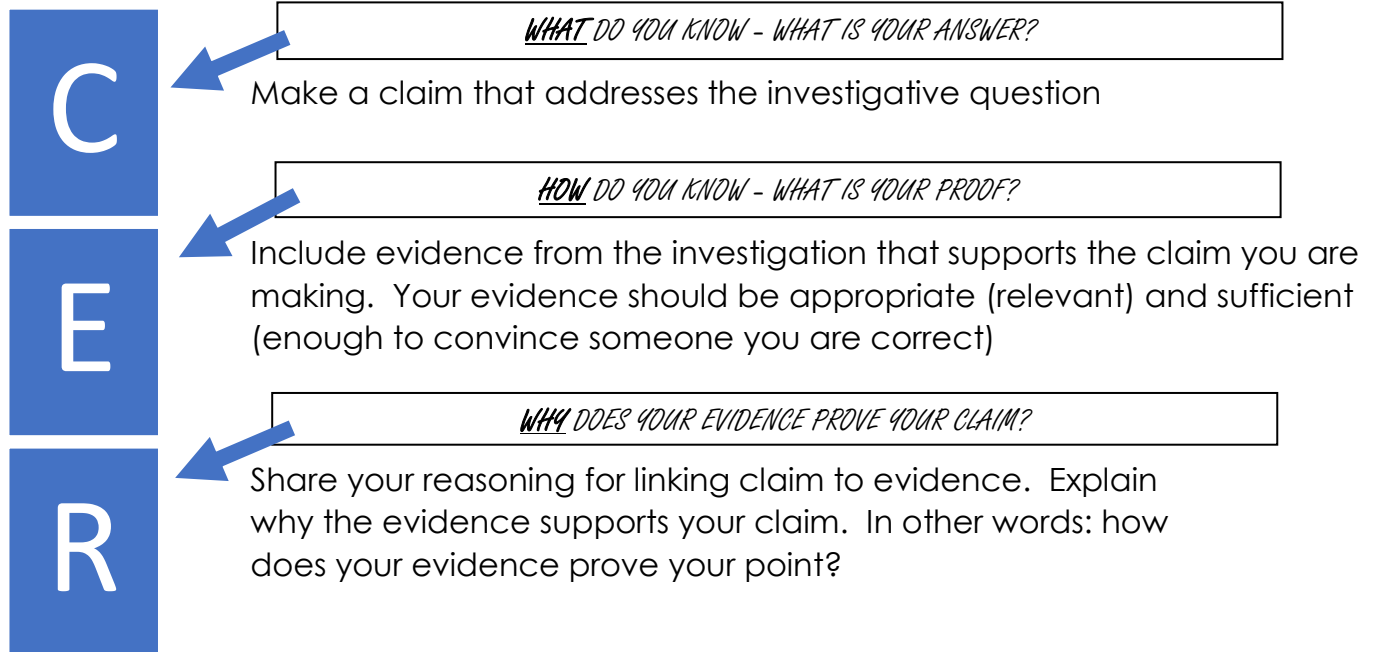 C
WHAT DO YOU KNOW - WHAT IS YOUR ANSWER?
Make a claim that addresses the investigative question
E
HOW DO YOU KNOW - WHAT IS YOUR PROOF?
Include evidence from the investigation that supports the claim you are
making.  Your evidence should be appropriate (relevant) and sufficient
(enough to convince someone you are correct)
R
WHY DOES YOUR EVIDENCE PROVE YOUR CLAIM?
Share your reasoning for linking claim to evidence.  Explain
why the evidence supports your claim.  In other words: how
does your evidence prove your point?